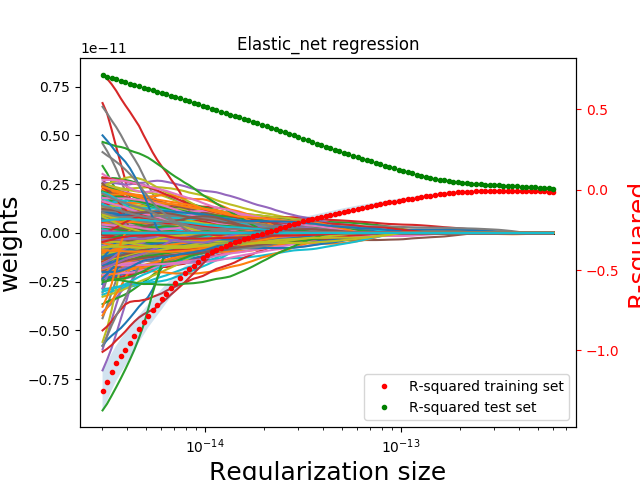 Elastic_net regression
1e−11
0.75
0.50
0.25
0.00
−0.25
−0.50
−0.75
weights
0.5
0.0
−0.5
−1.0
R-squared
R-squared training set
R-squared test set
10⁻¹⁴
10⁻¹³
Regularization size